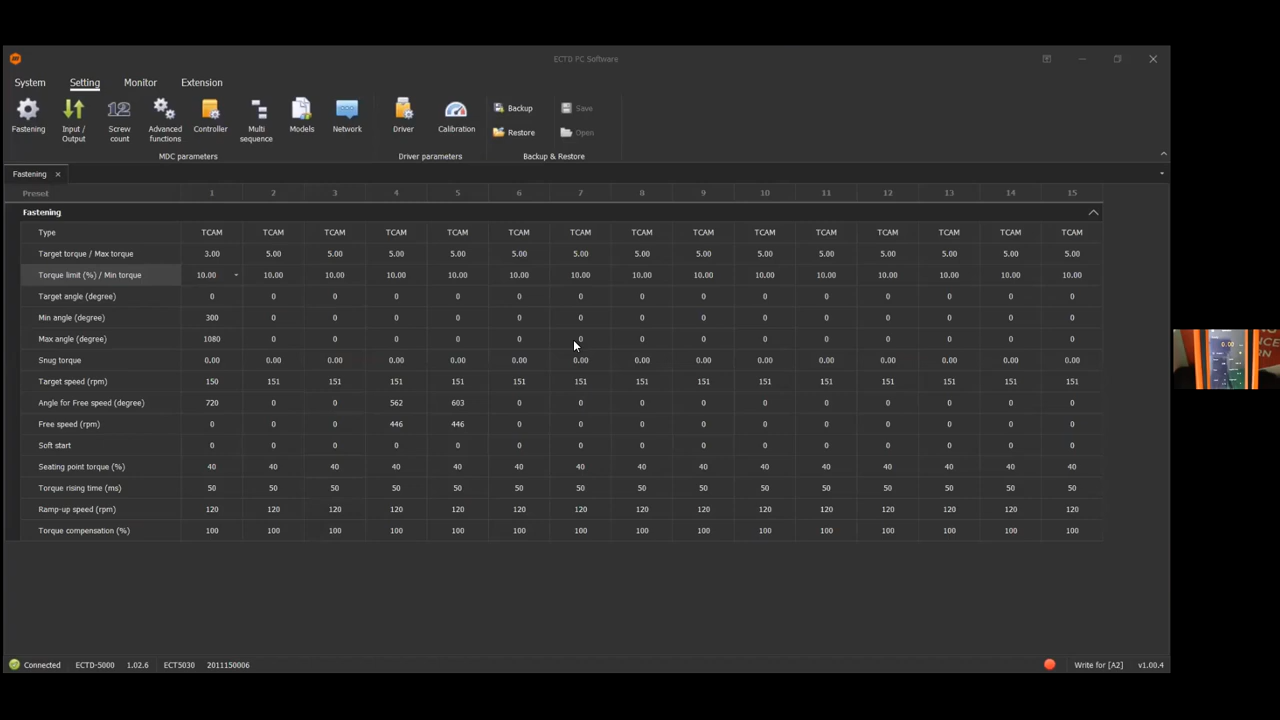 ECTD PC Software
System Setting Monitor Extension
Fastening Input / Output Screw count Advanced functions Controller Multi sequence Models Network Driver Calibration Backup Restore Save Open
MDC parameters Driver parameters Backup & Restore
Fastening
Preset 1 2 3 4 5 6 7 8 9 10 11 12 13 14 15
Fastening
Type TCAM TCAM TCAM TCAM TCAM TCAM TCAM TCAM TCAM TCAM TCAM TCAM TCAM TCAM TCAM
Target torque / Max torque 3.00 5.00 5.00 5.00 5.00 5.00 5.00 5.00 5.00 5.00 5.00 5.00 5.00 5.00 5.00
Torque limit (%) / Min torque 10.00 10.00 10.00 10.00 10.00 10.00 10.00 10.00 10.00 10.00 10.00 10.00 10.00 10.00 10.00
Target angle (degree) 0 0 0 0 0 0 0 0 0 0 0 0 0 0 0
Min angle (degree) 300 0 0 0 0 0 0 0 0 0 0 0 0 0 0
Max angle (degree) 1080 0 0 0 0 0 0 0 0 0 0 0 0 0 0
Snug torque 0.00 0.00 0.00 0.00 0.00 0.00 0.00 0.00 0.00 0.00 0.00 0.00 0.00 0.00 0.00
Target speed (rpm) 150 151 151 151 151 151 151 151 151 151 151 151 151 151 151
Angle for Free speed (degree) 720 0 0 562 603 0 0 0 0 0 0 0 0 0 0
Free speed (rpm) 0 0 0 446 446 0 0 0 0 0 0 0 0 0 0
Soft start 0 0 0 0 0 0 0 0 0 0 0 0 0 0 0
Seating point torque (%) 40 40 40 40 40 40 40 40 40 40 40 40 40 40 40
Torque rising time (ms) 50 50 50 50 50 50 50 50 50 50 50 50 50 50 50
Ramp-up speed (rpm) 120 120 120 120 120 120 120 120 120 120 120 120 120 120 120
Torque compensation (%) 100 100 100 100 100 100 100 100 100 100 100 100 100 100 100
Connected ECTD-5000 1.02.6 ECT5030 2011150006 Write for [A2] v1.00.4
0.00